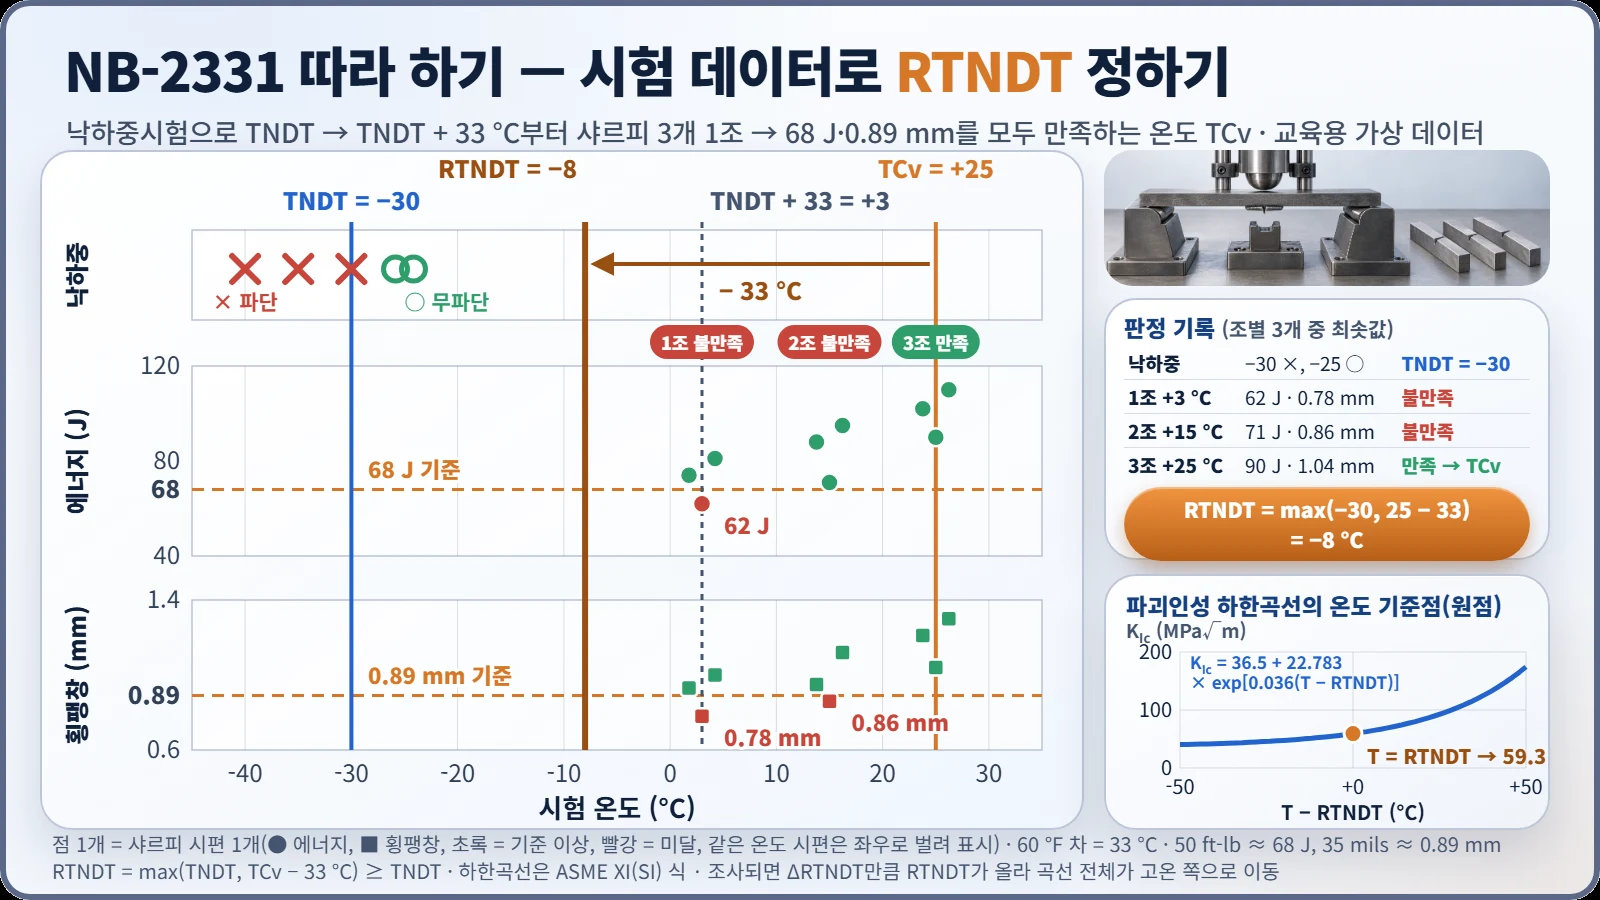 NB-2331 따라 하기 — 시험 데이터로 RTNDT 정하기
낙하중시험으로 TNDT → TNDT + 33 °C부터 샤르피 3개 1조 → 68 J·0.89 mm를 모두 만족하는 온도 TCv · 교육용 가상 데이터
RTNDT = −8
TCv = +25
TNDT = −30
TNDT + 33 = +3
낙하중
× 파단
○ 무파단
− 33 °C
1조 불만족
2조 불만족
3조 만족
에너지 (J)
120
80
68
40
68 J 기준
62 J
횡팽창 (mm)
1.4
0.89
0.6
0.89 mm 기준
0.78 mm
0.86 mm
-40
-30
-20
-10
0
10
20
30
시험 온도 (°C)
판정 기록 (조별 3개 중 최솟값)
낙하중 −30 ×, −25 ○ TNDT = −30
1조 +3 °C 62 J · 0.78 mm 불만족
2조 +15 °C 71 J · 0.86 mm 불만족
3조 +25 °C 90 J · 1.04 mm 만족 → TCv
RTNDT = max(−30, 25 − 33)
= −8 °C
파괴인성 하한곡선의 온도 기준점(원점)
KIc (MPa√m)
200
100
0
KIc = 36.5 + 22.783
× exp[0.036(T − RTNDT)]
T = RTNDT → 59.3
-50
+0
+50
T − RTNDT (°C)
점 1개 = 샤르피 시편 1개(● 에너지, ■ 횡팽창, 초록 = 기준 이상, 빨강 = 미달, 같은 온도 시편은 좌우로 벌려 표시) · 60 °F 차 = 33 °C · 50 ft-lb ≈ 68 J, 35 mils ≈ 0.89 mm
RTNDT = max(TNDT, TCv − 33 °C) ≥ TNDT · 하한곡선은 ASME XI(SI) 식 · 조사되면 ΔRTNDT만큼 RTNDT가 올라 곡선 전체가 고온 쪽으로 이동